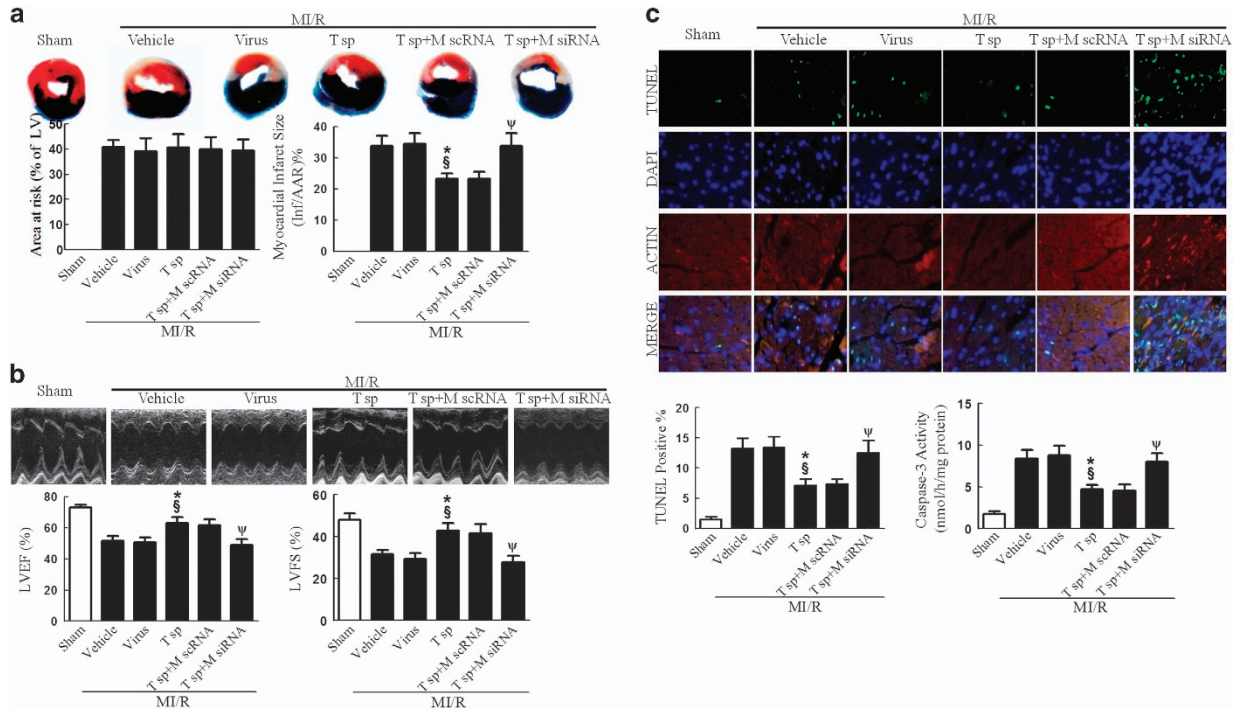 a
MI/R
Sham Vehicle Virus T sp T sp+M scRNA T sp+M siRNA
Area at risk (% of LV)
50
40
30
20
10
0
Sham
Vehicle
Virus
T sp
T sp+M scRNA
T sp+M siRNA
MI/R
Myocardial Infarct Size
(Inf/AAR)%
40
30
20
10
0
*
§
ψ
Sham
Vehicle
Virus
T sp
T sp+M scRNA
T sp+M siRNA
MI/R
b
MI/R
Sham Vehicle Virus T sp T sp+M scRNA T sp+M siRNA
LVEF (%)
80
60
40
20
0
*
§
ψ
Sham
Vehicle
Virus
T sp
T sp+M scRNA
T sp+M siRNA
MI/R
LVFS (%)
60
40
20
0
*
§
ψ
Sham
Vehicle
Virus
T sp
T sp+M scRNA
T sp+M siRNA
MI/R
c
MI/R
Sham Vehicle Virus T sp T sp+M scRNA T sp+M siRNA
TUNEL
DAPI
ACTIN
MERGE
TUNEL Positive %
20
15
10
5
0
*
§
ψ
Sham
Vehicle
Virus
T sp
T sp+M scRNA
T sp+M siRNA
MI/R
Caspase-3 Activity
(nmol/h/mg protein)
15
10
5
0
*
§
ψ
Sham
Vehicle
Virus
T sp
T sp+M scRNA
T sp+M siRNA
MI/R